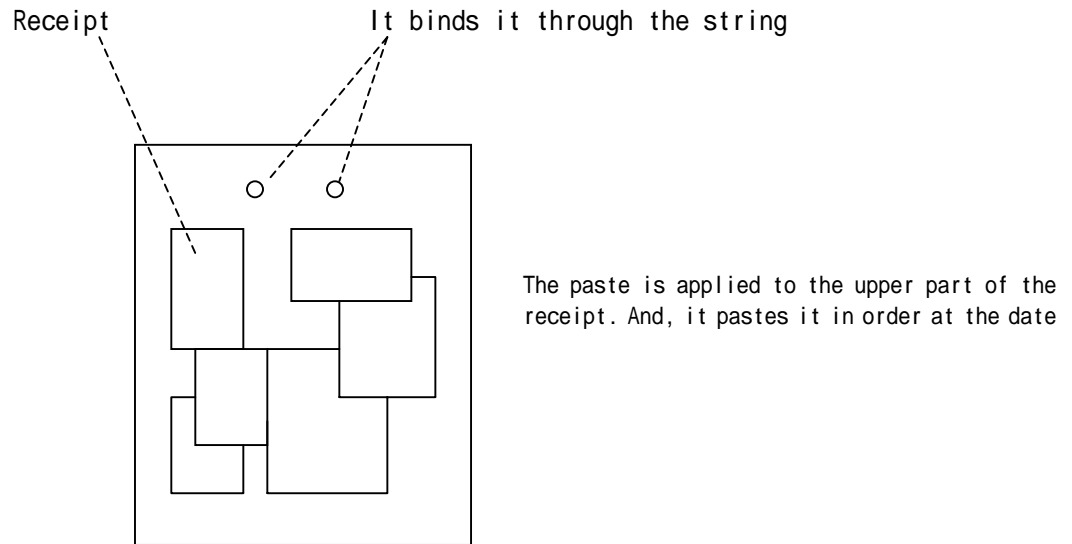 Receipt
It binds it through the string
The paste is applied to the upper part of the
receipt. And, it pastes it in order at the date